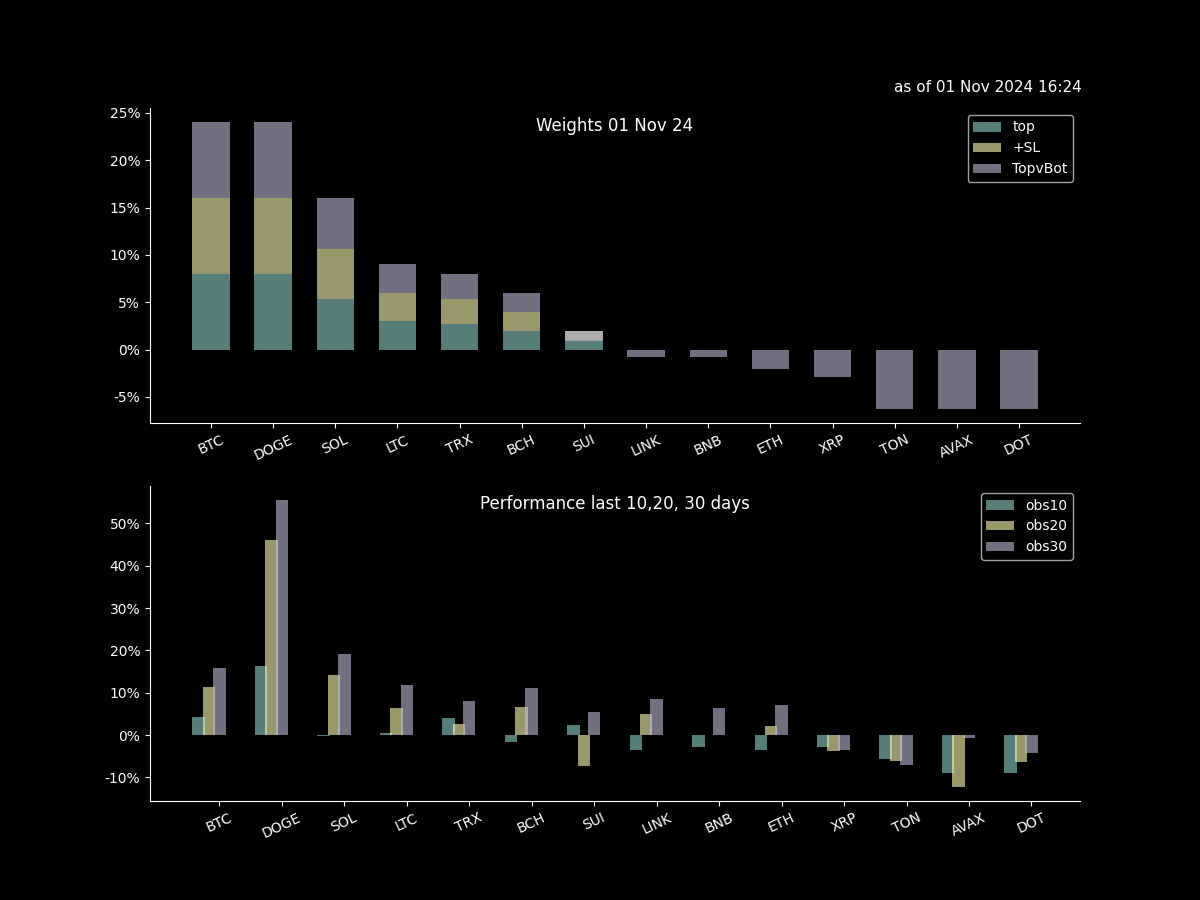 as of 01 Nov 2024 16:24
Weights 01 Nov 24
top
+SL
TopvBot
25%
20%
15%
10%
5%
0%
-5%
BTC DOGE SOL LTC TRX BCH SUI LINK BNB ETH XRP TON AVAX DOT
Performance last 10,20, 30 days
obs10
obs20
obs30
50%
40%
30%
20%
10%
0%
-10%
BTC DOGE SOL LTC TRX BCH SUI LINK BNB ETH XRP TON AVAX DOT